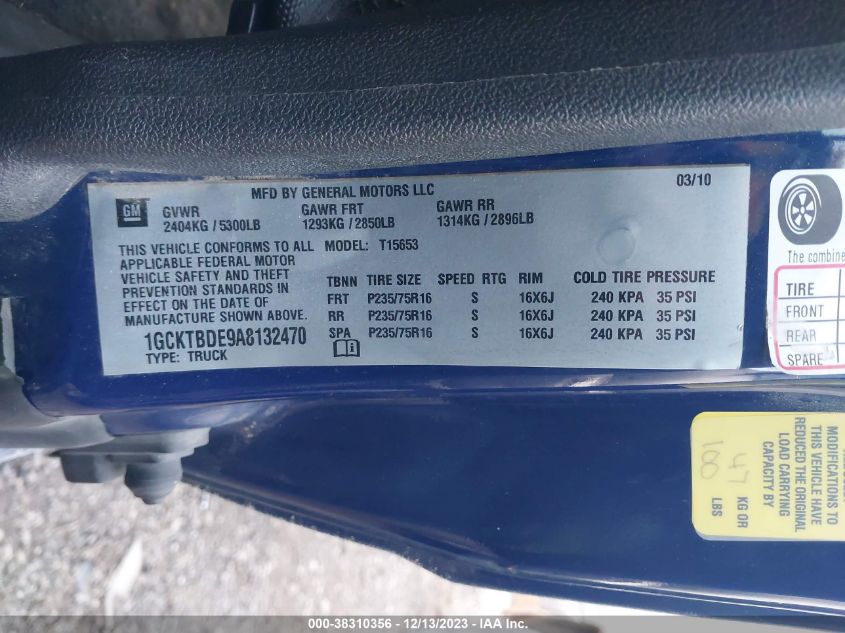 MFD BY GENERAL MOTORS LLC
03/10
GM
GVWR
2404KG / 5300LB
GAWR FRT
1293KG / 2850LB
GAWR RR
1314KG / 2896LB
THIS VEHICLE CONFORMS TO ALL
APPLICABLE FEDERAL MOTOR
VEHICLE SAFETY AND THEFT
PREVENTION STANDARDS IN
EFFECT ON THE DATE OF
MANUFACTURE SHOWN ABOVE.
MODEL: T15653
TBNN TIRE SIZE SPEED RTG RIM COLD TIRE PRESSURE
FRT P235/75R16 S 16X6J 240 KPA 35 PSI
RR P235/75R16 S 16X6J 240 KPA 35 PSI
SPA P235/75R16 S 16X6J 240 KPA 35 PSI
1GCKTBDE9A8132470
TYPE: TRUCK
The combine
TIRE
FRONT
REAR
SPARE
MODIFICATIONS TO
THIS VEHICLE HAVE
REDUCED THE ORIGINAL
LOAD CARRYING
CAPACITY BY
47 KG OR
100 LBS
000-38310356 - 12/13/2023 - IAA, Inc.